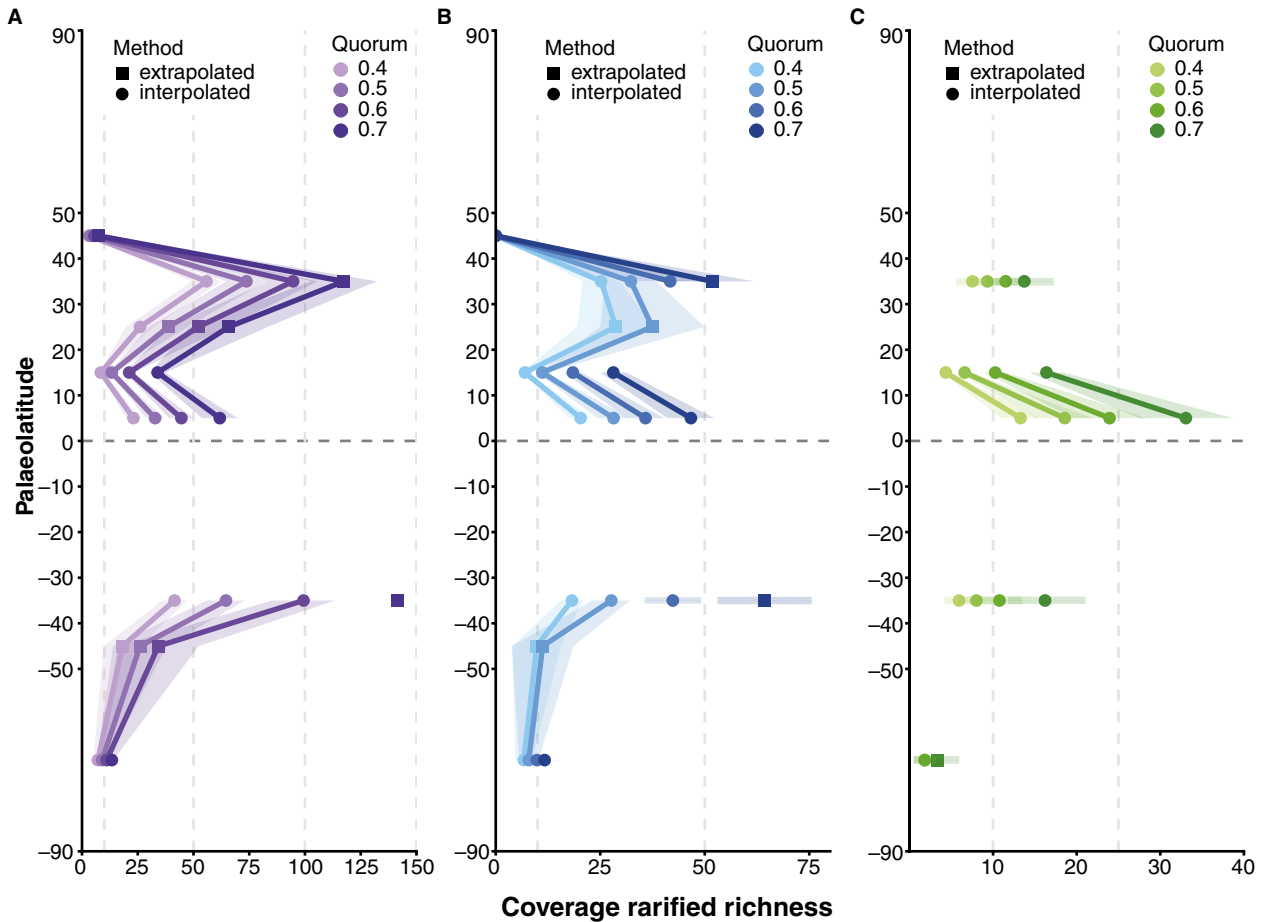 A
B
C
Method
extrapolated
interpolated
Quorum
0.4
0.5
0.6
0.7
Method
extrapolated
interpolated
Quorum
0.4
0.5
0.6
0.7
Method
extrapolated
interpolated
Quorum
0.4
0.5
0.6
0.7
Palaeolatitude
90
50
40
30
20
10
0
–10
–20
–30
–40
–50
–90
90
50
40
30
20
10
0
–10
–20
–30
–40
–50
–90
90
50
40
30
20
10
0
–10
–20
–30
–40
–50
–90
0 25 50 75 100 125 150
0 25 50 75
10 20 30 40
Coverage rarified richness